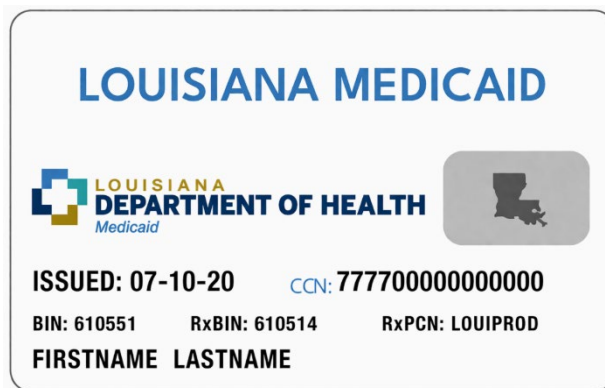 LOUISIANA MEDICAID
LOUISIANA
DEPARTMENT OF HEALTH
Medicaid
ISSUED: 07-10-20 CCN: 777700000000000
BIN: 610551 RxBIN: 610514 RxPCN: LOUIPROD
FIRSTNAME LASTNAME